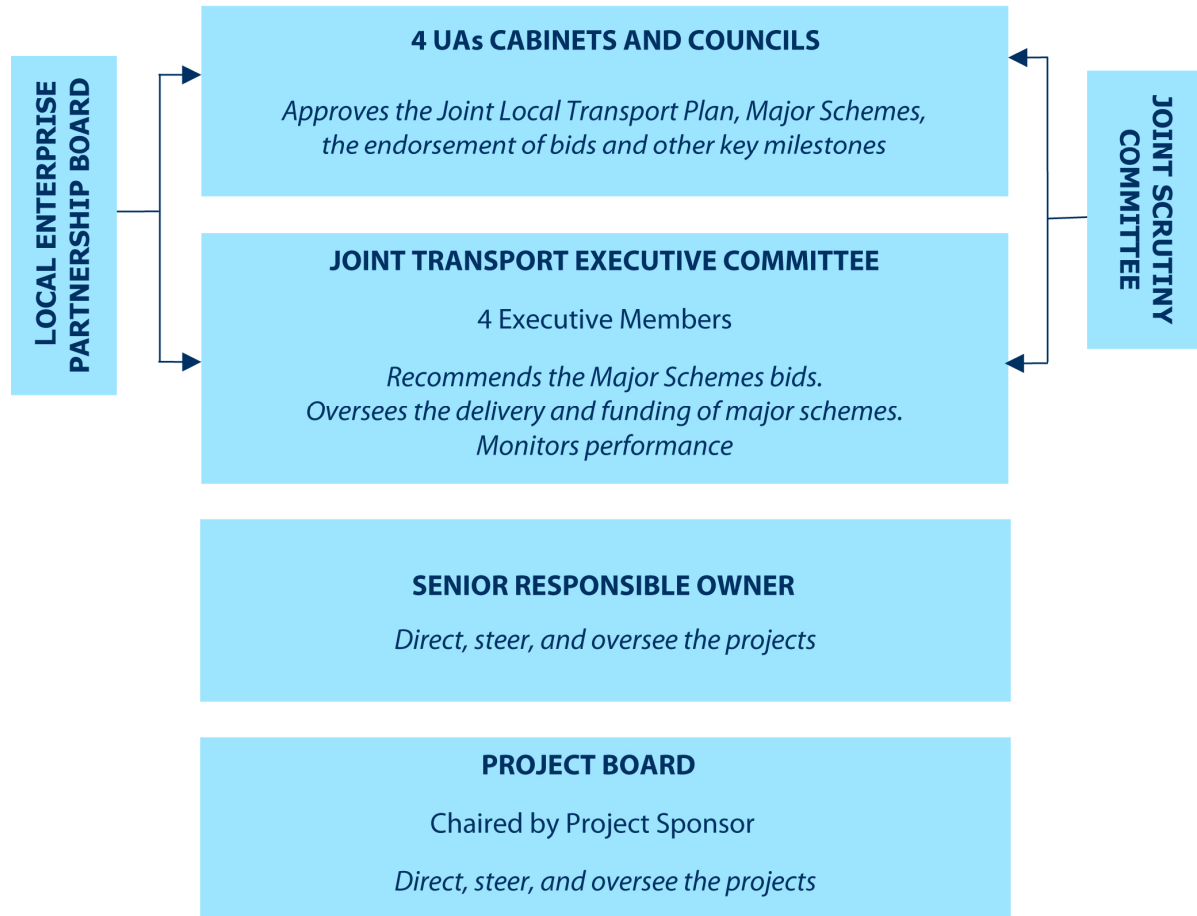 4 UAs CABINETS AND COUNCILS
Approves the Joint Local Transport Plan, Major Schemes,
the endorsement of bids and other key milestones
LOCAL ENTERPRISE
PARTNERSHIP BOARD
JOINT SCRUTINY
COMMITTEE
JOINT TRANSPORT EXECUTIVE COMMITTEE
4 Executive Members
Recommends the Major Schemes bids.
Oversees the delivery and funding of major schemes.
Monitors performance
SENIOR RESPONSIBLE OWNER
Direct, steer, and oversee the projects
PROJECT BOARD
Chaired by Project Sponsor
Direct, steer, and oversee the projects